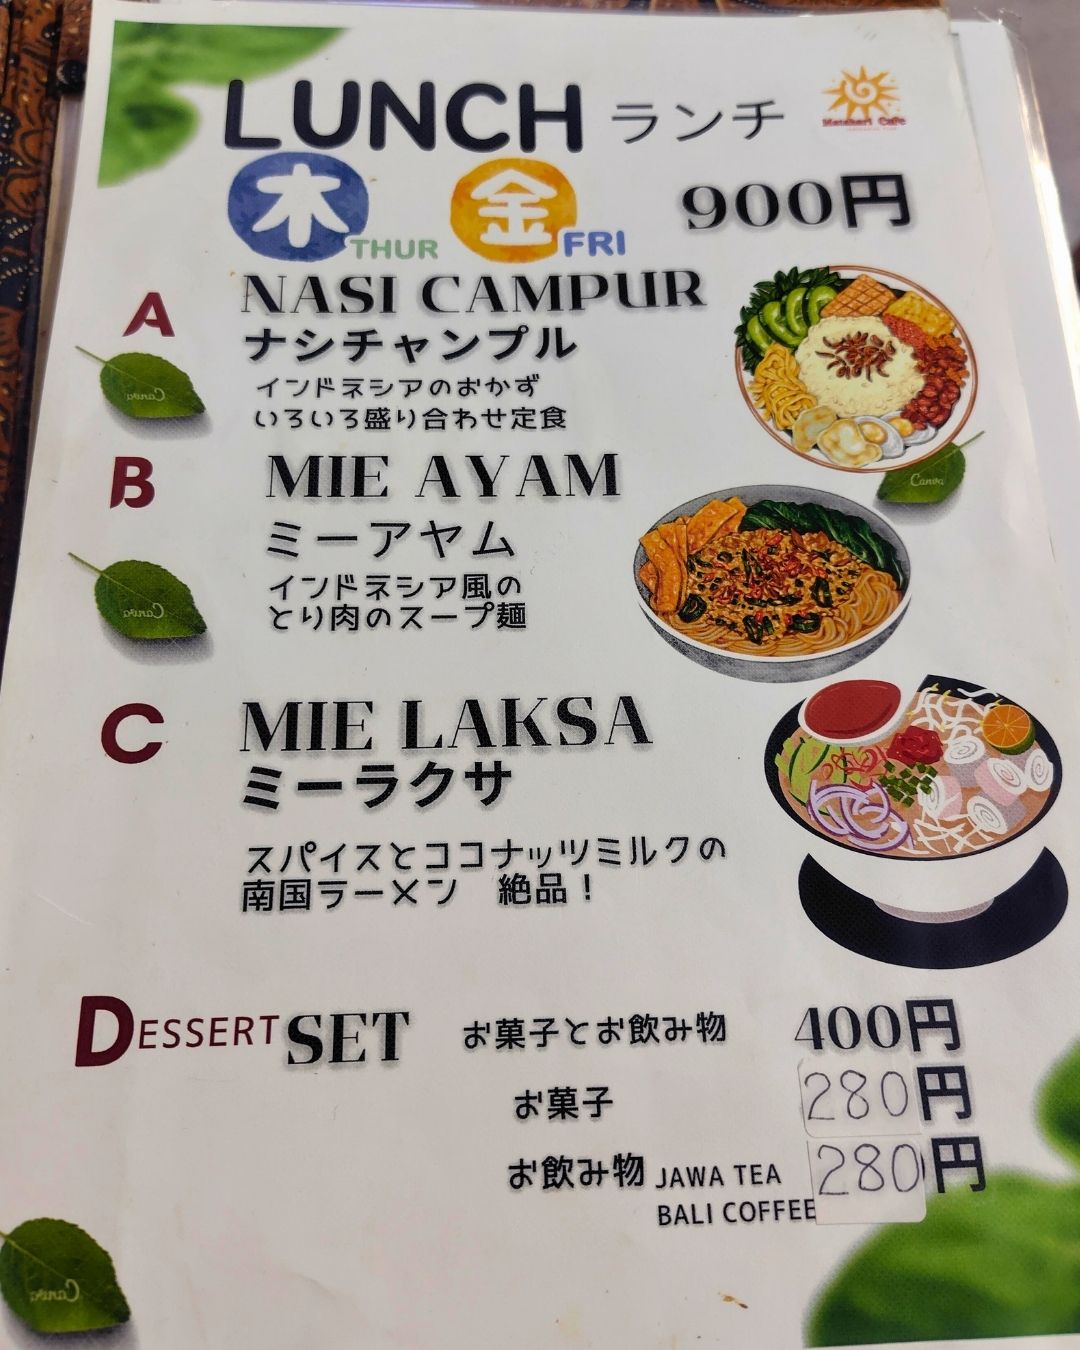 LUNCH ランチ
Matahari Cafe
木 THUR 金 FRI 900円
A NASI CAMPUR
ナシチャンプル
インドネシアのおかず
いろいろ盛り合わせ定食
Canva
Canva
B MIE AYAM
ミーアヤム
インドネシア風の
とり肉のスープ麺
Canva
C MIE LAKSA
ミーラクサ
スパイスとココナッツミルクの
南国ラーメン 絶品！
DESSERT SET お菓子とお飲み物 400円
お菓子 280円
お飲み物 JAWA TEA 280円
BALI COFFEE
Canva